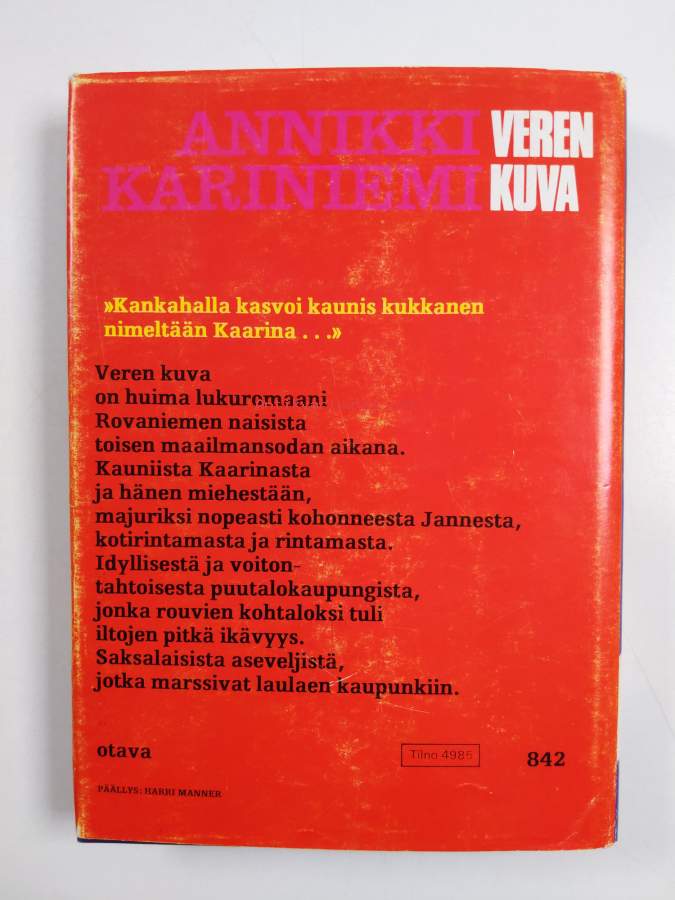 ANNIKKI VEREN
KARINIEMI KUVA
»Kankahalla kasvoi kaunis kukkanen
nimeltään Kaarina . . .»
Veren kuva
on huima lukuromaani
Rovaniemen naisista
toisen maailmansodan aikana.
Kauniista Kaarinasta
ja hänen miehestään,
majuriksi nopeasti kohonneesta Jannesta,
kotirintamasta ja rintamasta.
Idyllisestä ja voiton-
tahtoisesta puutalokaupungista,
jonka rouvien kohtaloksi tuli
iltojen pitkä ikävyys.
Saksalaisista aseveljistä,
jotka marssivat laulaen kaupunkiin.
otava
Tilno 4985
842
PÄÄLLYS: HARRI MANNER